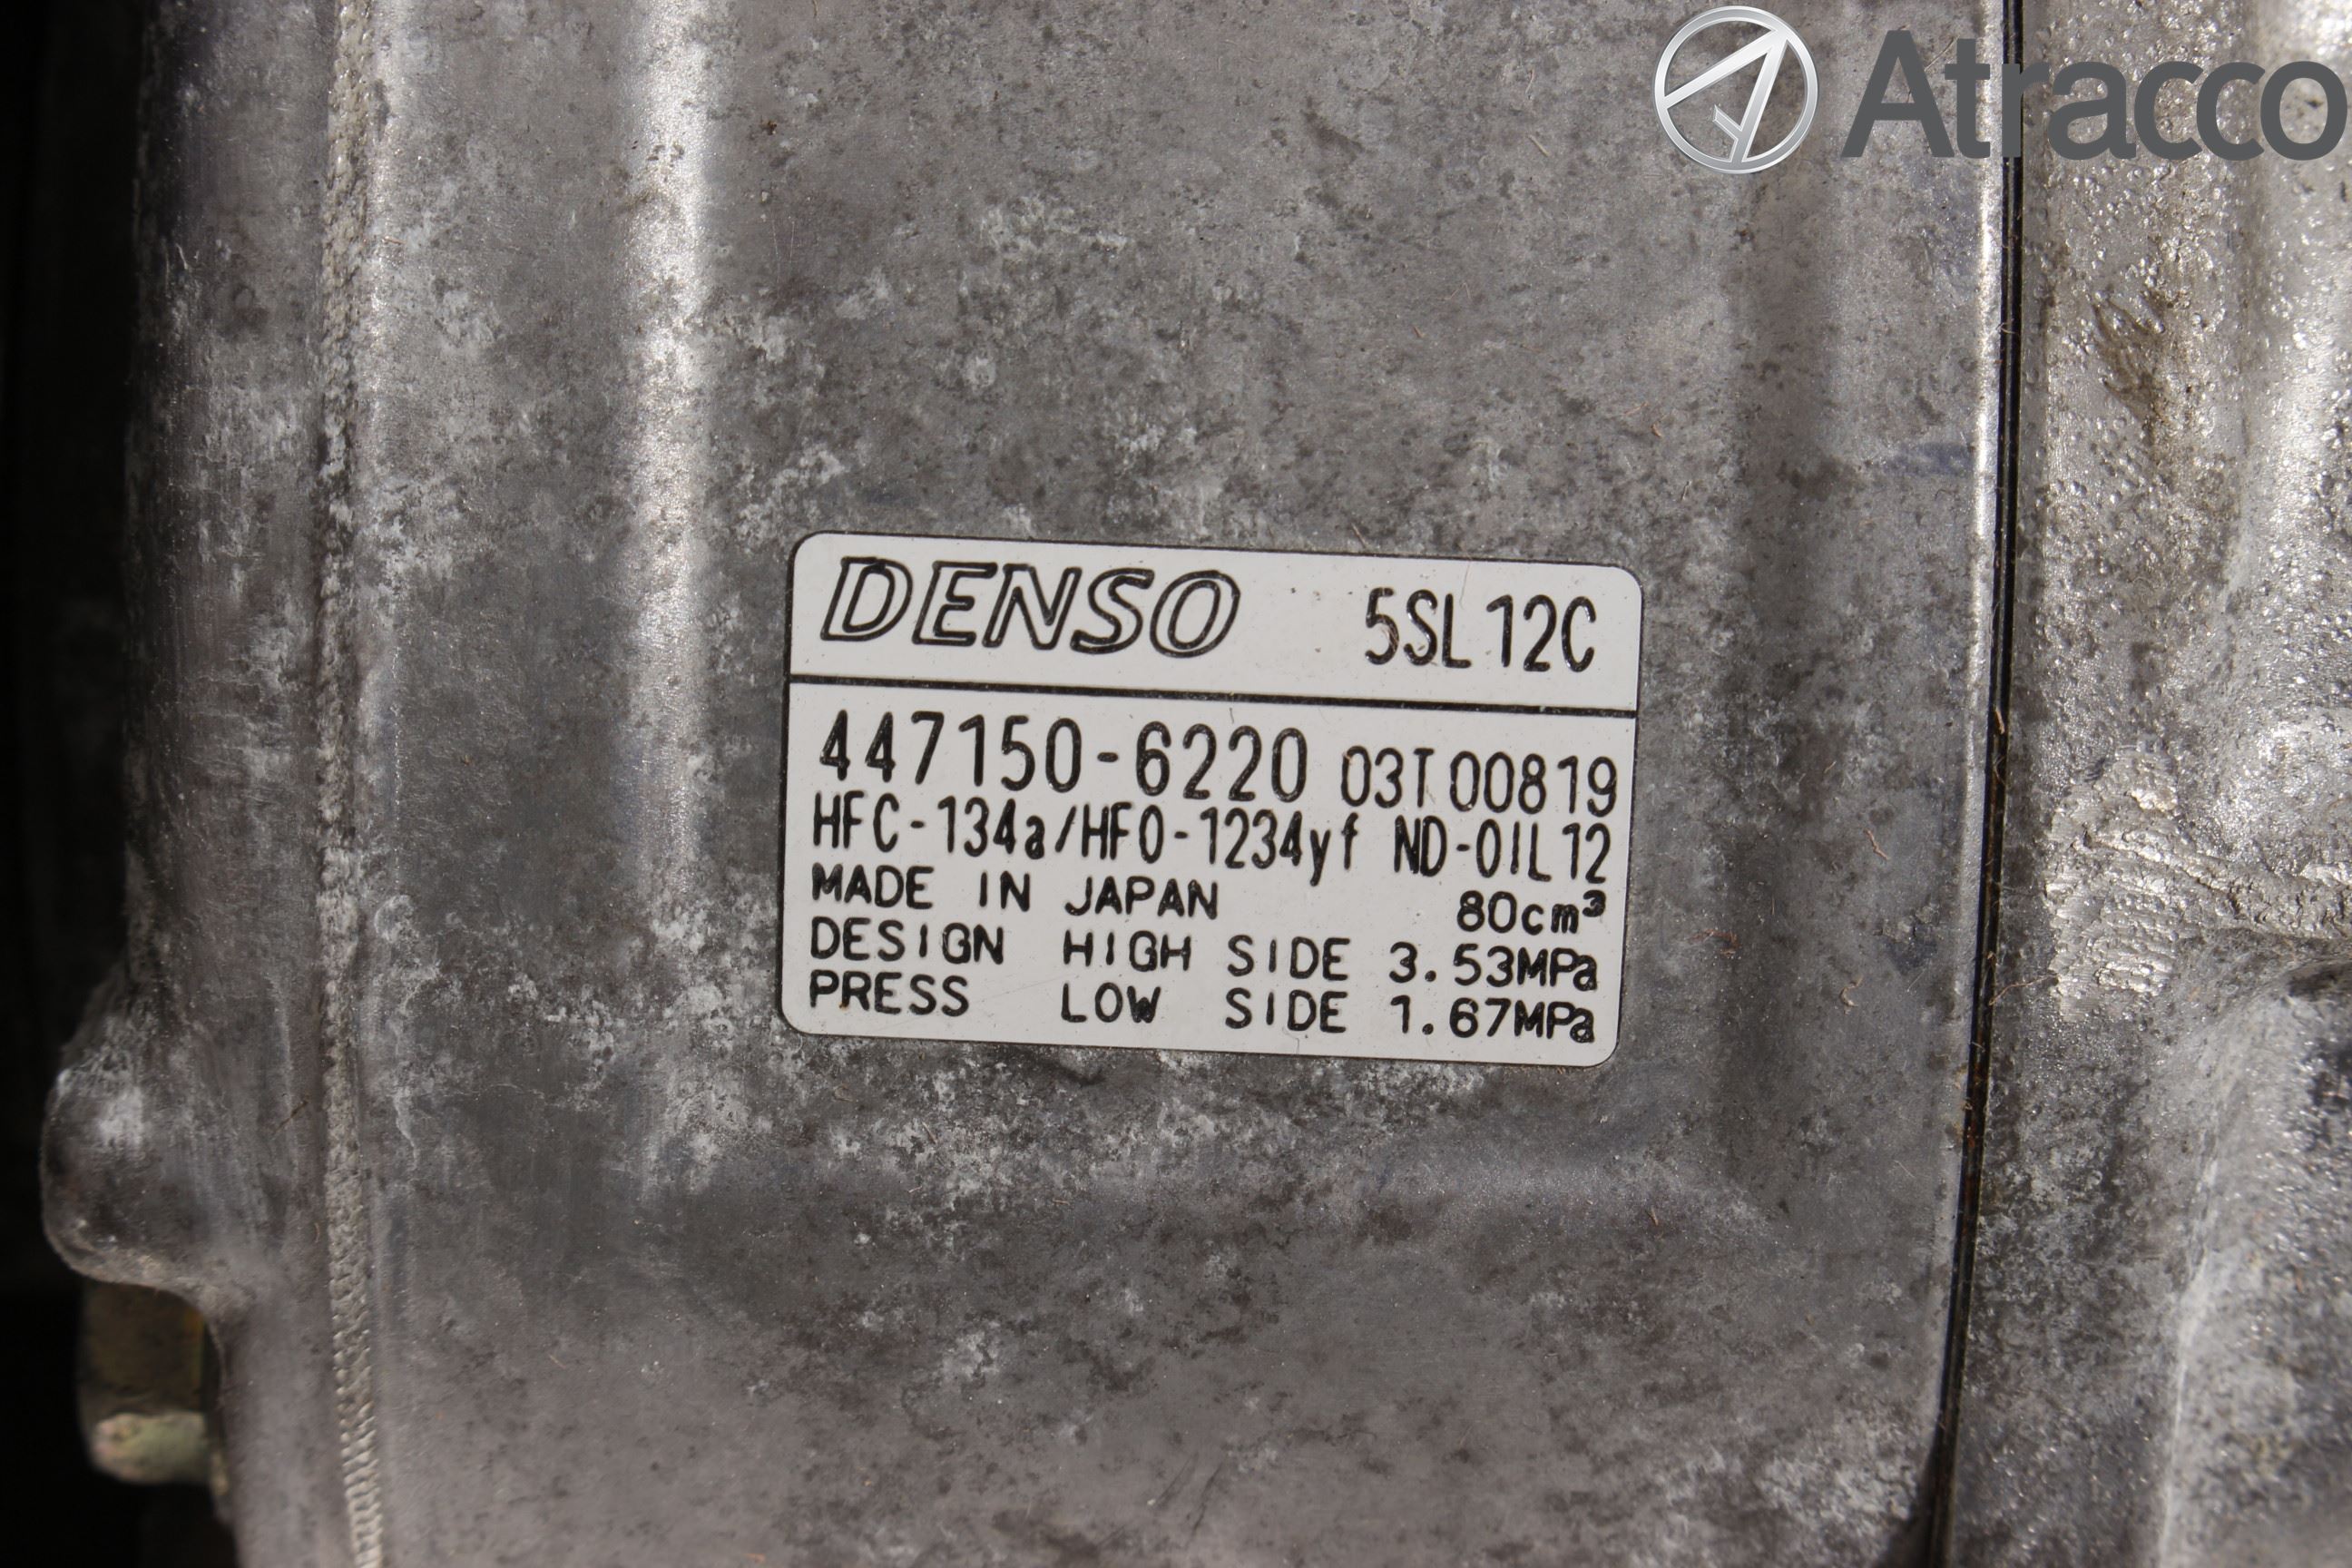 Atracco
DENSO 5SL12C
447150-6220 03T00819
HFC-134a/HFO-1234yf ND-OIL12
MADE IN JAPAN 80cm³
DESIGN HIGH SIDE 3.53MPa
PRESS LOW SIDE 1.67MPa